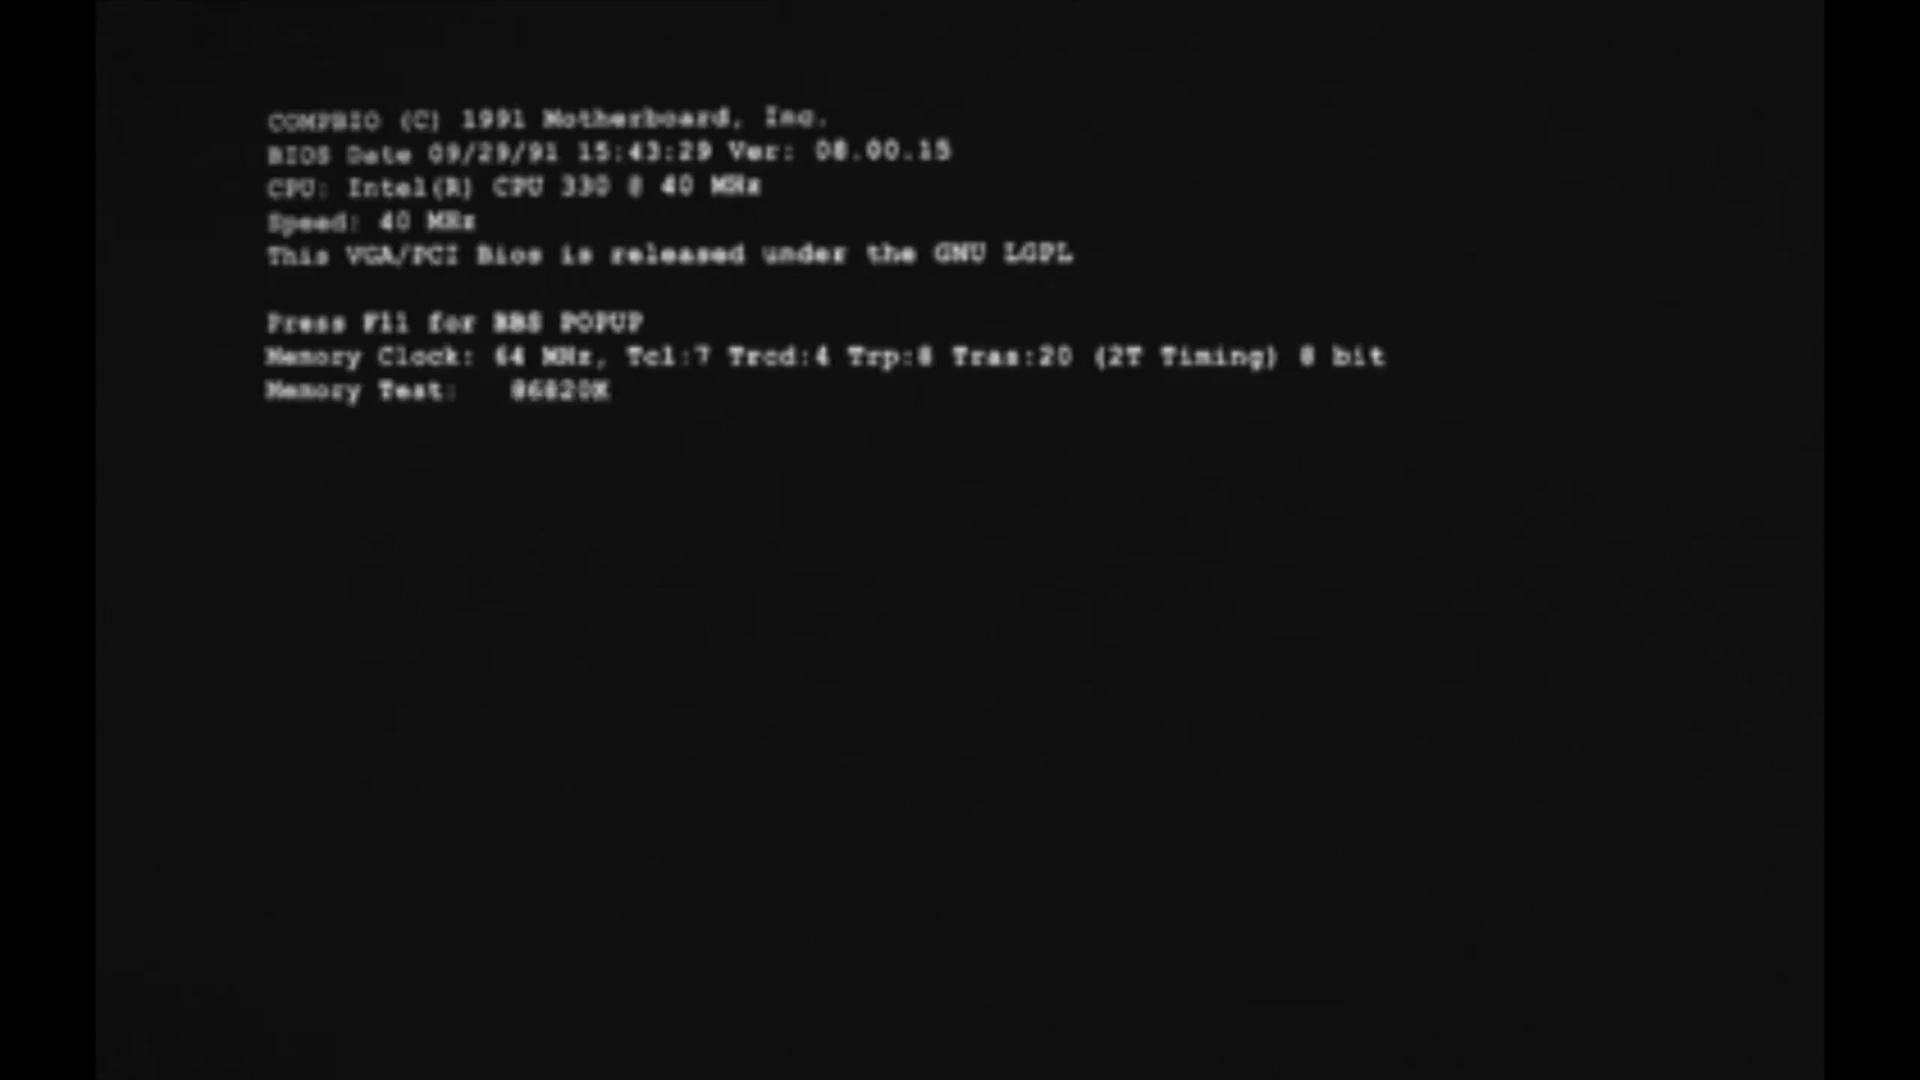 COMPBIO (C) 1991 Motherboard, Inc.
BIOS Date 09/29/91 15:43:29 Ver: 08.00.15
CPU: Intel(R) CPU 330 @ 40 MHz
Speed: 40 MHz
This VGA/PCI Bios is released under the GNU LGPL
Press F11 for BBS POPUP
Memory Clock: 64 MHz, Tcl:7 Trcd:4 Trp:8 Tras:20 (2T Timing) 8 bit
Memory Test: 86820K